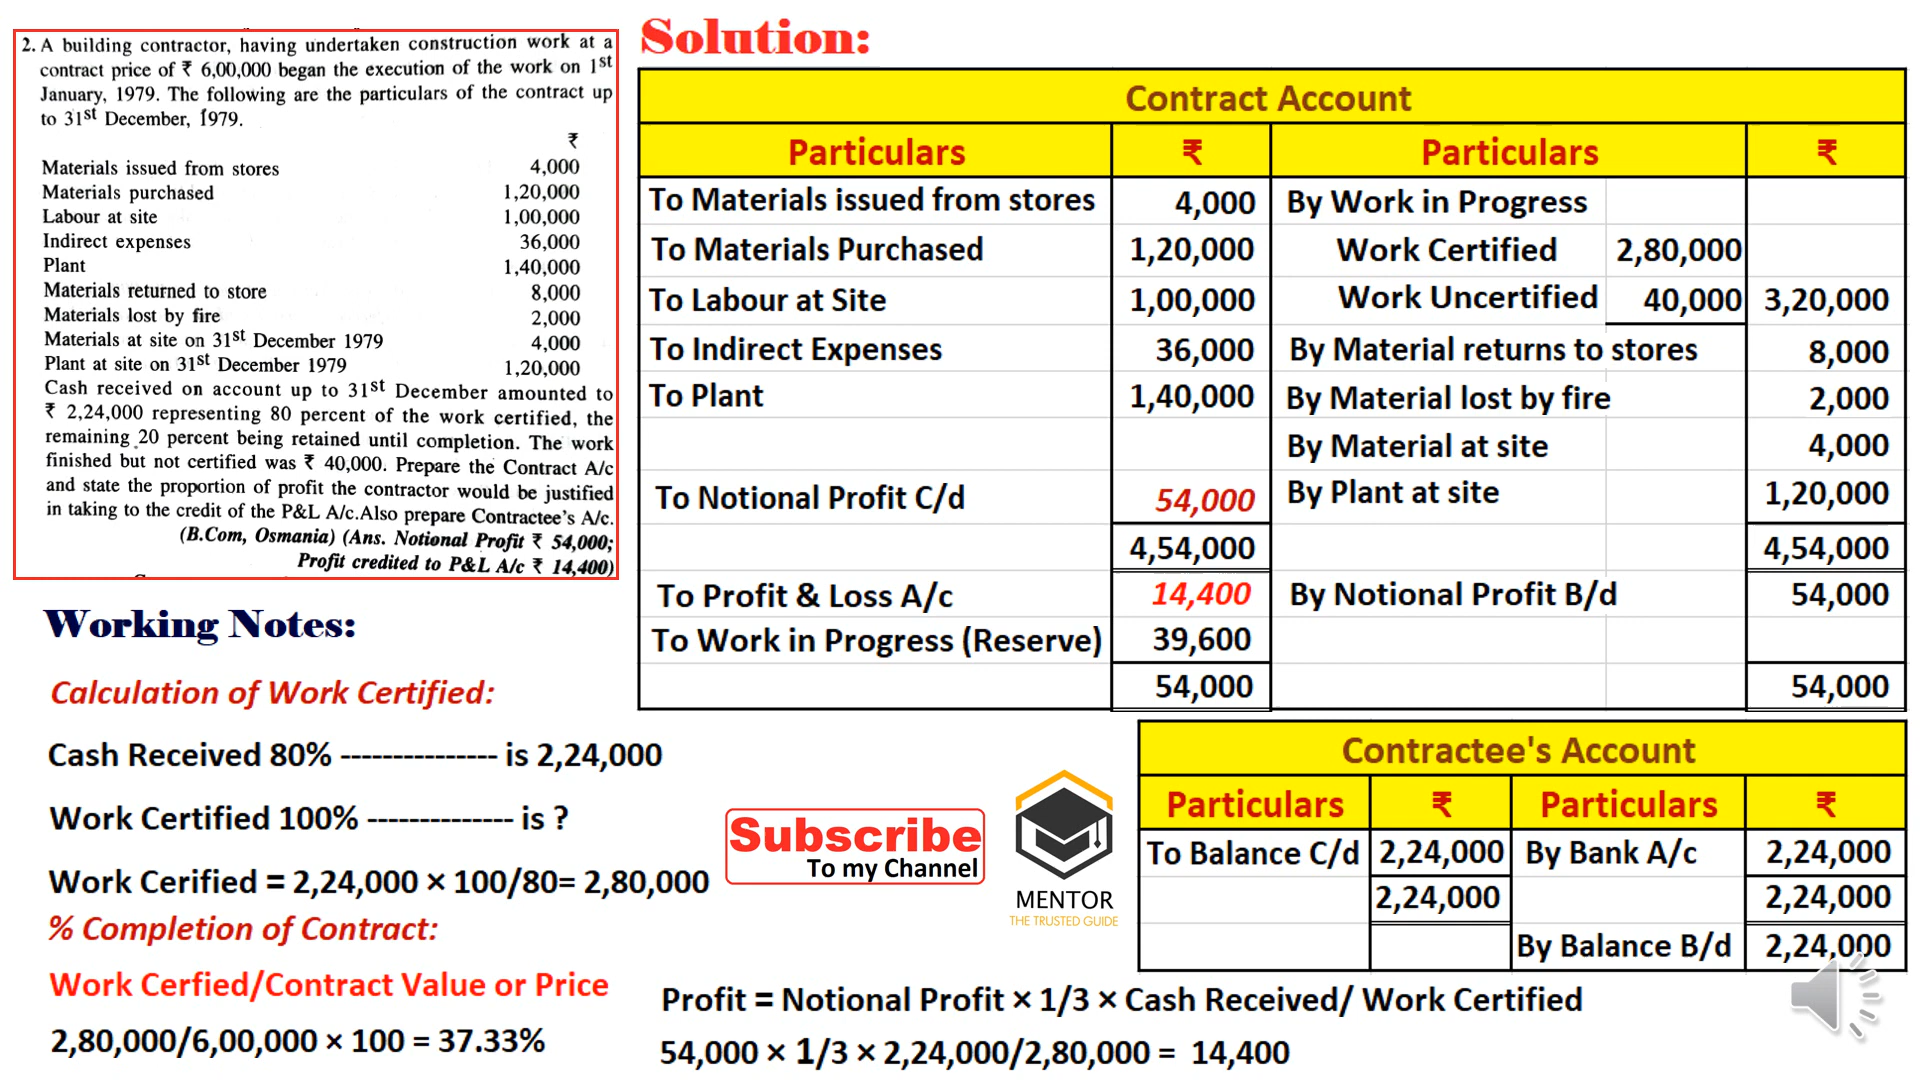 2. A building contractor, having undertaken construction work at a
contract price of ₹ 6,00,000 began the execution of the work on 1st
January, 1979. The following are the particulars of the contract up
to 31st December, 1979.
₹
Materials issued from stores 4,000
Materials purchased 1,20,000
Labour at site 1,00,000
Indirect expenses 36,000
Plant 1,40,000
Materials returned to store 8,000
Materials lost by fire 2,000
Materials at site on 31st December 1979 4,000
Plant at site on 31st December 1979 1,20,000
Cash received on account up to 31st December amounted to
₹ 2,24,000 representing 80 percent of the work certified, the
remaining 20 percent being retained until completion. The work
finished but not certified was ₹ 40,000. Prepare the Contract A/c
and state the proportion of profit the contractor would be justified
in taking to the credit of the P&L A/c.Also prepare Contractee's A/c.
(B.Com, Osmania) (Ans. Notional Profit ₹ 54,000;
Profit credited to P&L A/c ₹ 14,400)
Solution:
Contract Account
Particulars ₹ Particulars ₹
To Materials issued from stores 4,000 By Work in Progress
To Materials Purchased 1,20,000 Work Certified 2,80,000
To Labour at Site 1,00,000 Work Uncertified 40,000 3,20,000
To Indirect Expenses 36,000 By Material returns to stores 8,000
To Plant 1,40,000 By Material lost by fire 2,000
By Material at site 4,000
To Notional Profit C/d 54,000 By Plant at site 1,20,000
4,54,000 4,54,000
To Profit & Loss A/c 14,400 By Notional Profit B/d 54,000
To Work in Progress (Reserve) 39,600
54,000 54,000
Working Notes:
Calculation of Work Certified:
Cash Received 80% --------------- is 2,24,000
Work Certified 100% -------------- is ?
Work Cerified = 2,24,000 × 100/80= 2,80,000
% Completion of Contract:
Work Cerfied/Contract Value or Price
2,80,000/6,00,000 × 100 = 37.33%
Subscribe
To my Channel
MENTOR
THE TRUSTED GUIDE
Contractee's Account
Particulars ₹ Particulars ₹
To Balance C/d 2,24,000 By Bank A/c 2,24,000
2,24,000 2,24,000
By Balance B/d 2,24,000
Profit = Notional Profit × 1/3 × Cash Received/ Work Certified
54,000 × 1/3 × 2,24,000/2,80,000 = 14,400